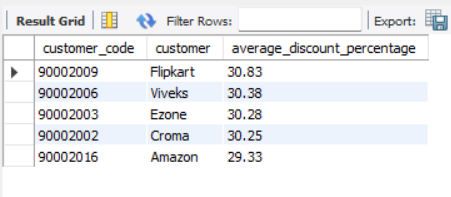 Result Grid Filter Rows: Export:
customer_code customer average_discount_percentage
90002009 Flipkart 30.83
90002006 Viveks 30.38
90002003 Ezone 30.28
90002002 Croma 30.25
90002016 Amazon 29.33